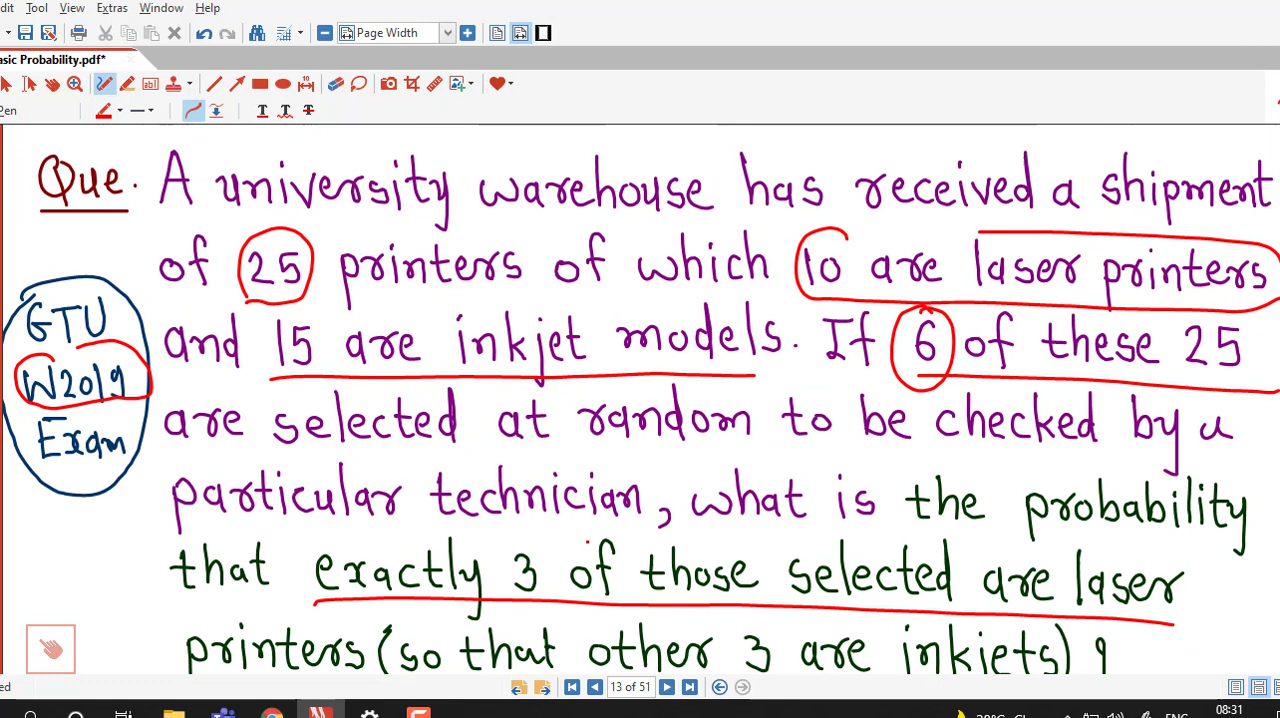 dit Tool View Extras Window Help
Page Width
asic Probability.pdf*
Pen
Que. A university warehouse has received a shipment
of 25 printers of which 10 are laser printers
and 15 are inkjet models. If 6 of these 25
are selected at random to be checked by a
particular technician, what is the probability
that exactly 3 of those selected are laser
printers (so that other 3 are inkjets) ?
GTU
W2019
Exam
13 of 51
08:31
ENG